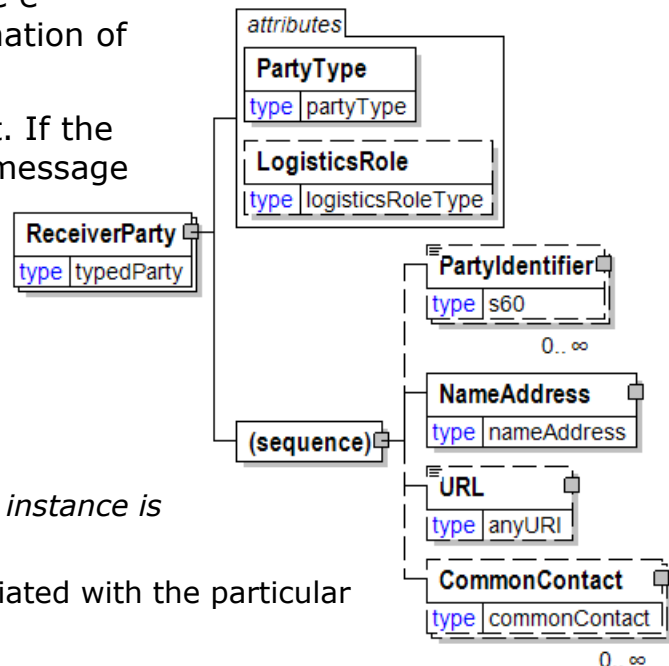 nation of
t. If the
message
instance is
iated with the particular
attributes
PartyType
type partyType
LogisticsRole
type logisticsRoleType
ReceiverParty
type typedParty
PartyIdentifier
type s60
0.. ∞
NameAddress
type nameAddress
(sequence)
URL
type anyURI
CommonContact
type commonContact
0.. ∞